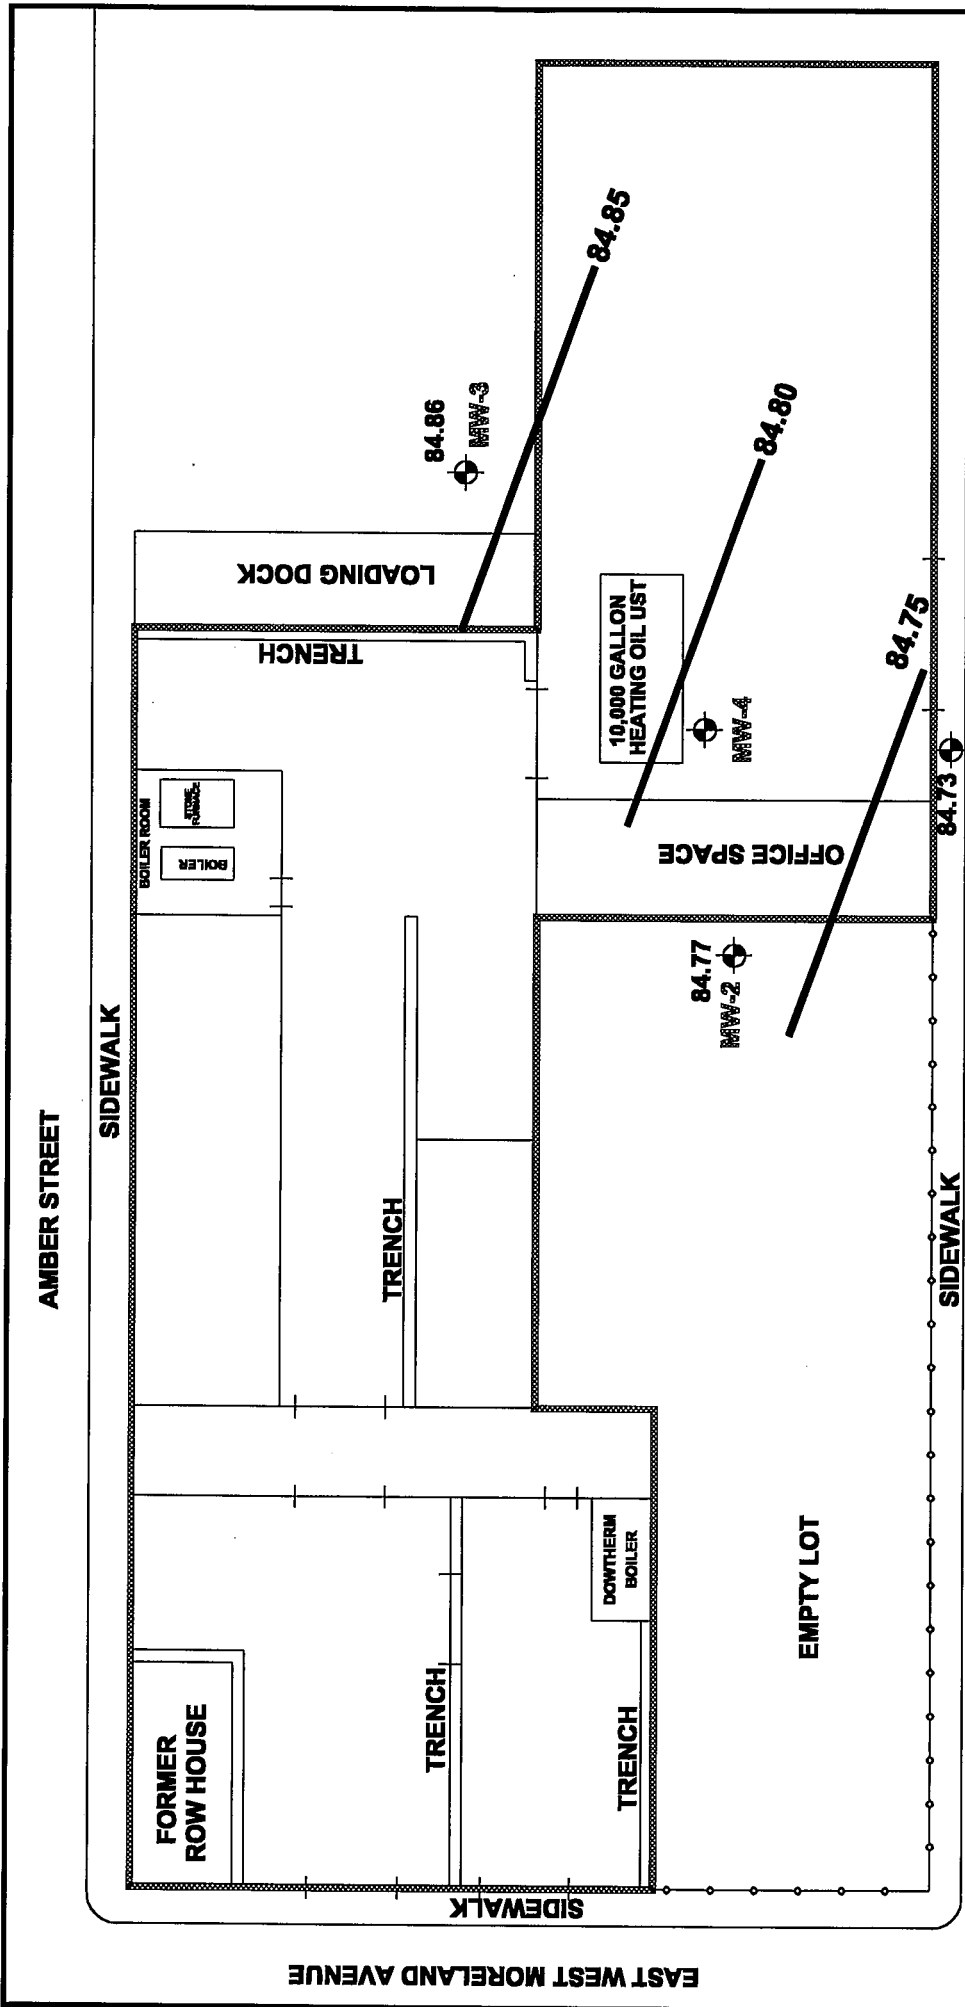 AMBER STREET
SIDEWALK
FORMER
ROW HOUSE
BOILER ROOM
BOILER
STONE
FURNACE
TRENCH
LOADING DOCK
TRENCH
TRENCH
TRENCH
DOWTHERM
BOILER
84.86
MW-3
84.85
10,000 GALLON
HEATING OIL UST
MW-4
84.80
OFFICE SPACE
84.77
MW-2
84.75
84.73
EMPTY LOT
SIDEWALK
SIDEWALK
EAST WEST MORELAND AVENUE